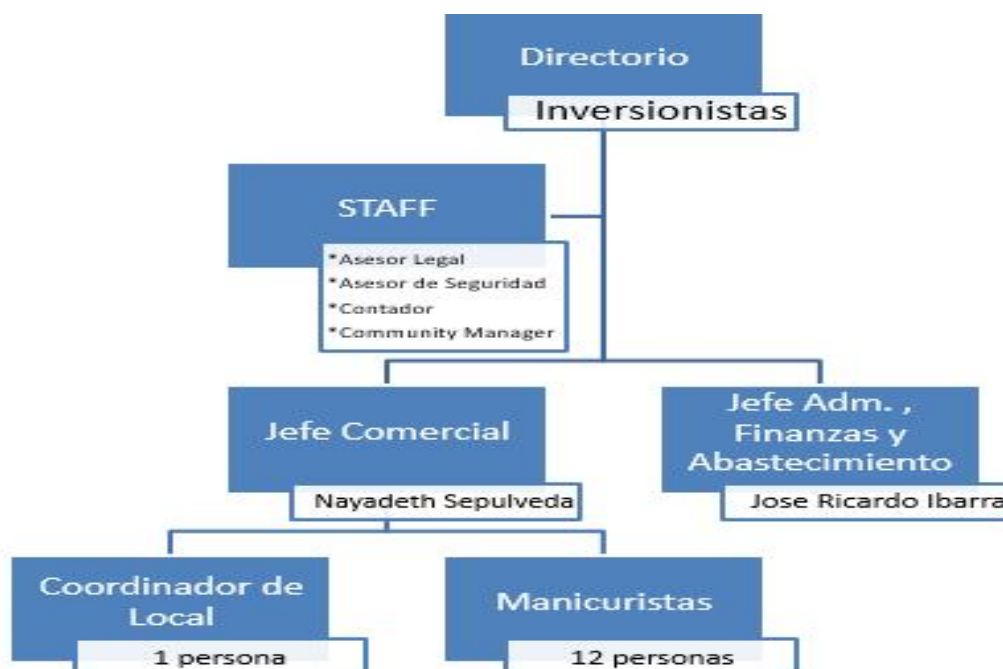 Directorio
Inversionistas
STAFF
*Asesor Legal
*Asesor de Seguridad
*Contador
*Community Manager
Jefe Comercial
Nayadeth Sepulveda
Jefe Adm. ,
Finanzas y
Abastecimiento
Jose Ricardo Ibarra
Coordinador de
Local
1 persona
Manicuristas
12 personas